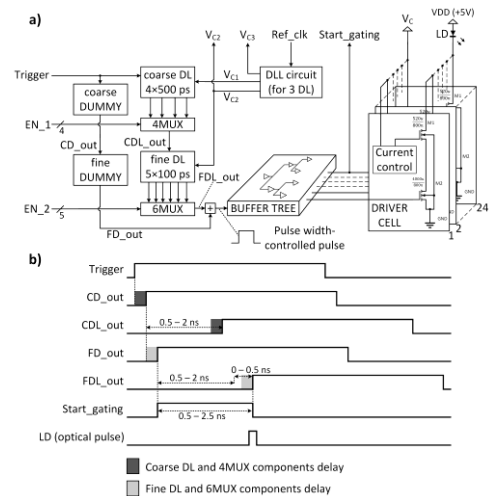 a)
V_C2
V_C3
Ref_clk
Start_gating
V_C
VDD (+5V)
LD
Trigger
coarse DL
4×500 ps
V_C1
V_C2
DLL circuit
(for 3 DL)
coarse
DUMMY
EN_1
4
4MUX
CD_out
CDL_out
fine
DUMMY
fine DL
5×100 ps
FDL_out
EN_2
5
6MUX
+
FD_out
BUFFER TREE
Pulse width-
controlled pulse
Current
control
M1
M2
GND
DRIVER
CELL
1
2
24
b)
Trigger
CD_out
0.5 – 2 ns
CDL_out
FD_out
0.5 – 2 ns
0 – 0.5 ns
FDL_out
Start_gating
0.5 - 2.5 ns
LD (optical pulse)
Coarse DL and 4MUX components delay
Fine DL and 6MUX components delay